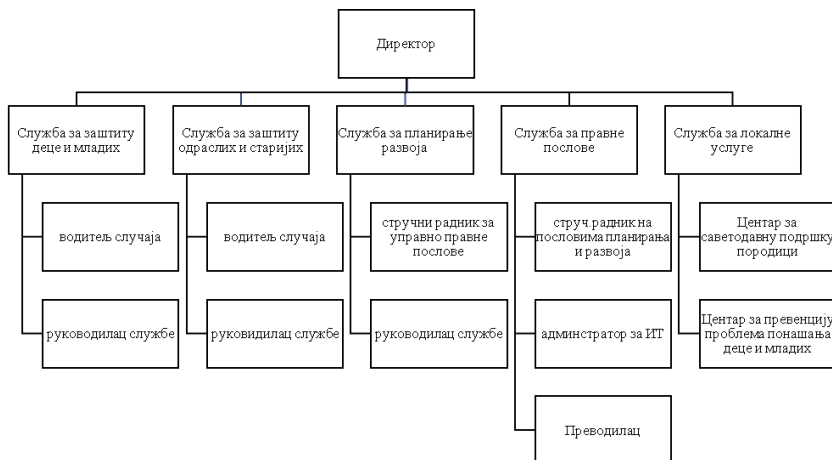 Директор
Служба за заштиту
деце и младих
Служба за заштиту
одраслих и старијих
Служба за планирање
развоја
Служба за правне
послове
Служба за локалне
услуге
водитељ случаја
водитељ случаја
стручни радник за
управно правне
послове
струч.радник на
пословима планирања
и развоја
Центар за
саветодавну подршку
породици
руководилац службе
руковидилац службе
руководилац службе
админстратор за ИТ
Центар за превенцију
проблема понашања
деце и младих
Преводилац